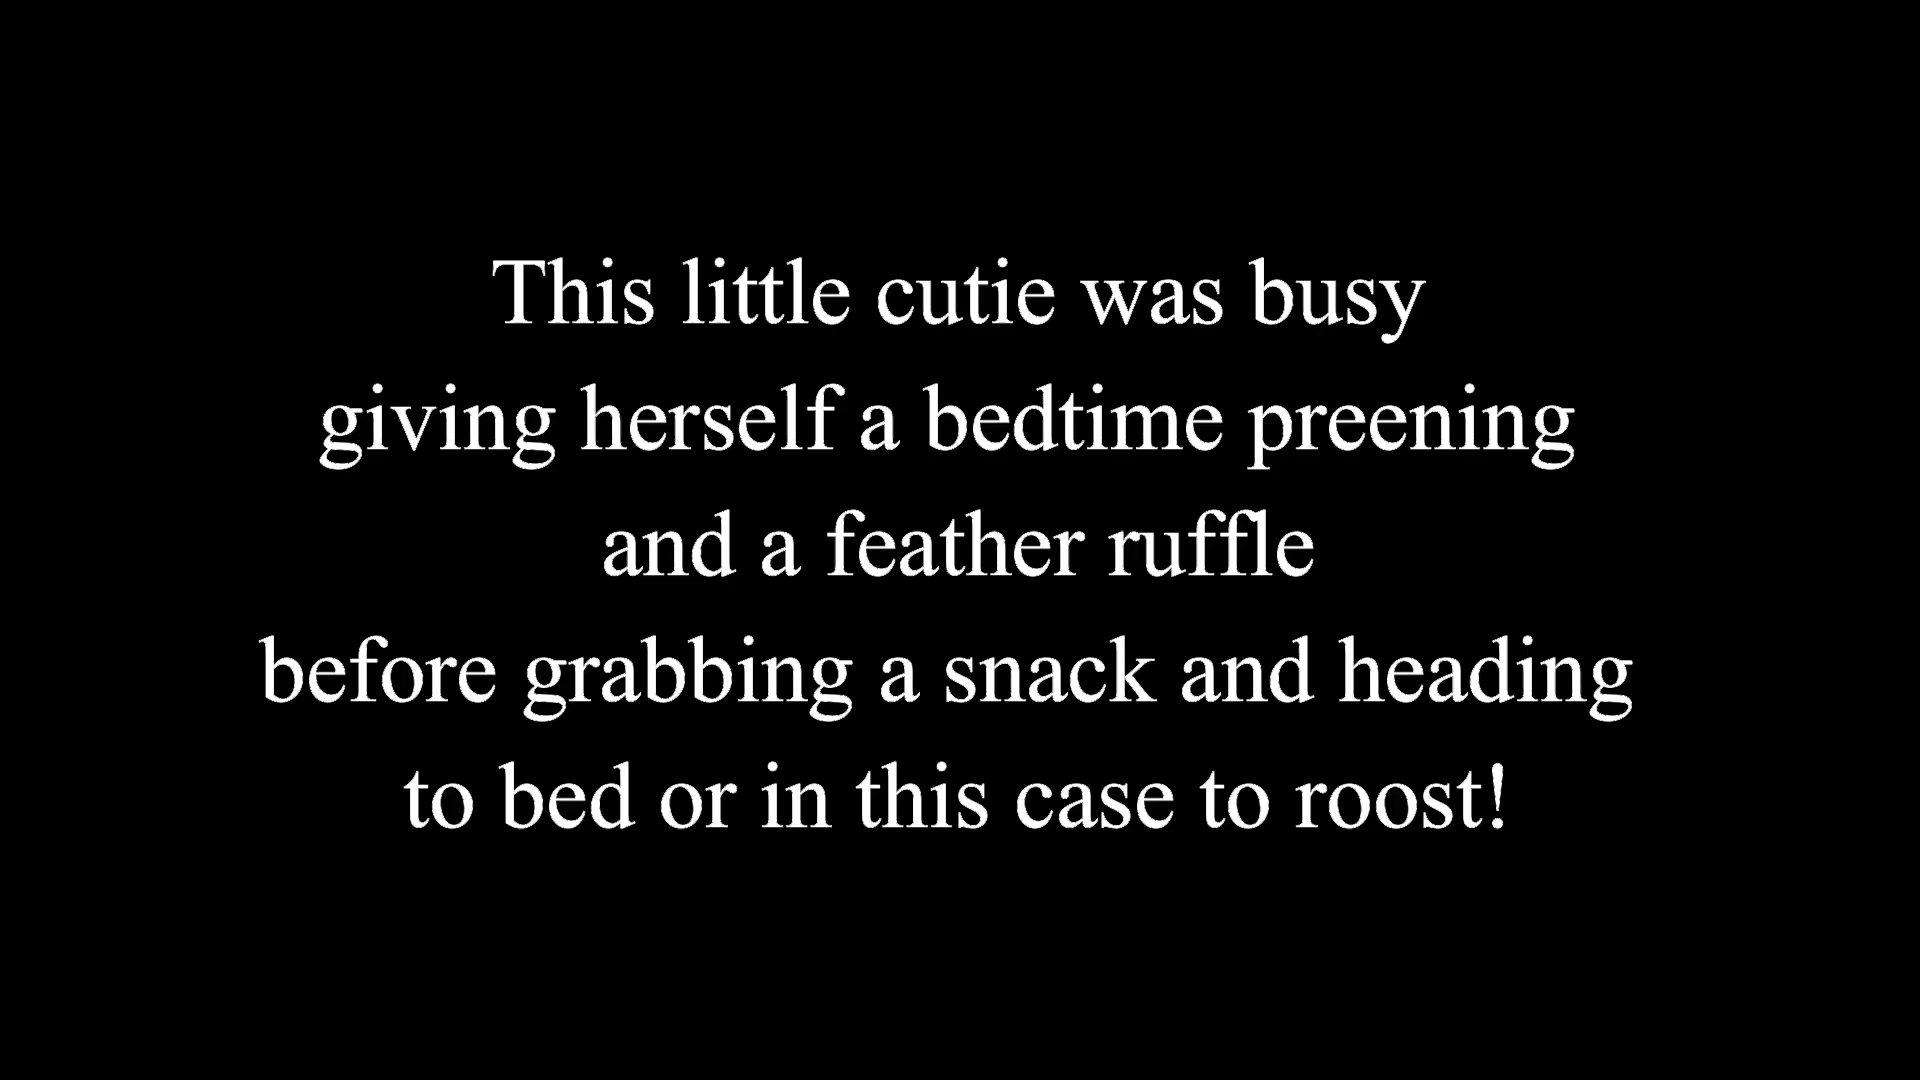 This little cutie was busy
giving herself a bedtime preening
and a feather ruffle
before grabbing a snack and heading
to bed or in this case to roost!